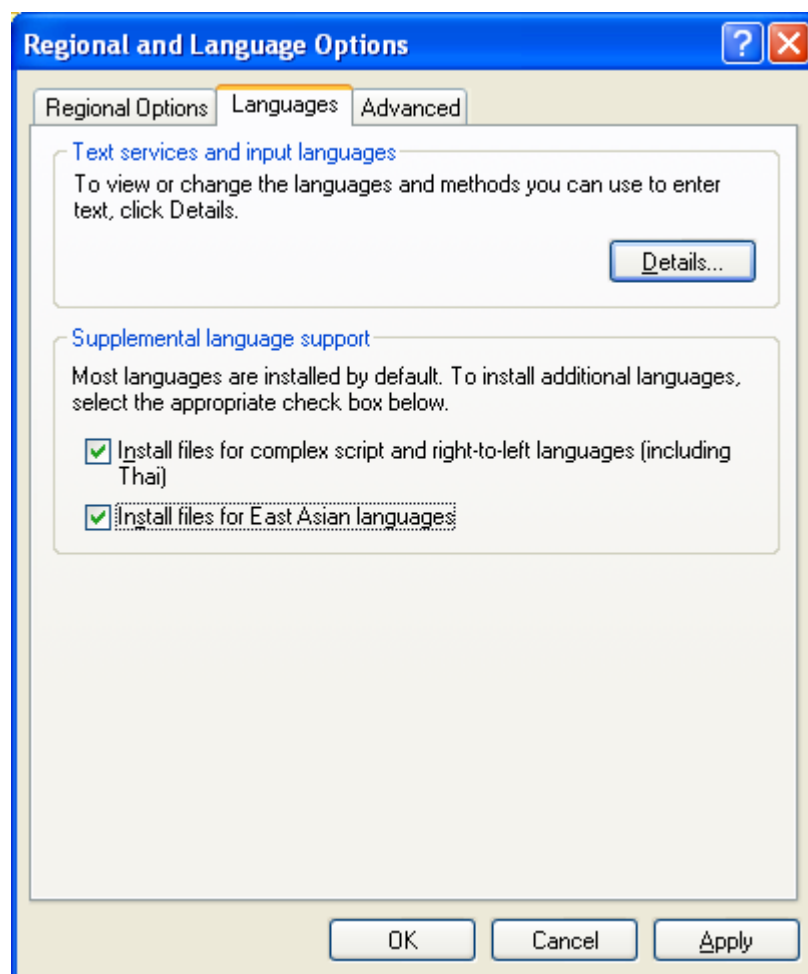 Regional and Language Options
Regional Options Languages Advanced
Text services and input languages
To view or change the languages and methods you can use to enter
text, click Details.
Details...
Supplemental language support
Most languages are installed by default. To install additional languages,
select the appropriate check box below.
Install files for complex script and right-to-left languages (including
Thai)
Install files for East Asian languages
OK Cancel Apply